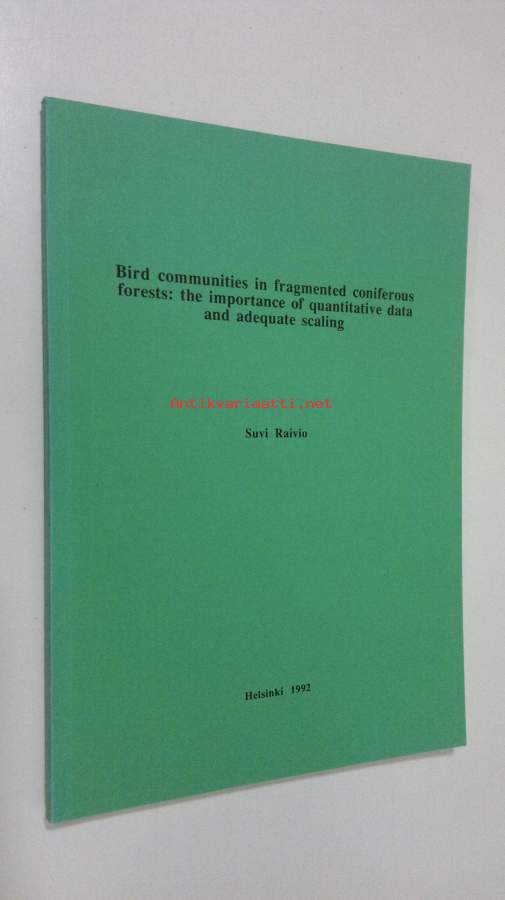 Bird communities in fragmented coniferous
forests: the importance of quantitative data
and adequate scaling
Antikvariaatti.net
Suvi Raivio
Helsinki 1992